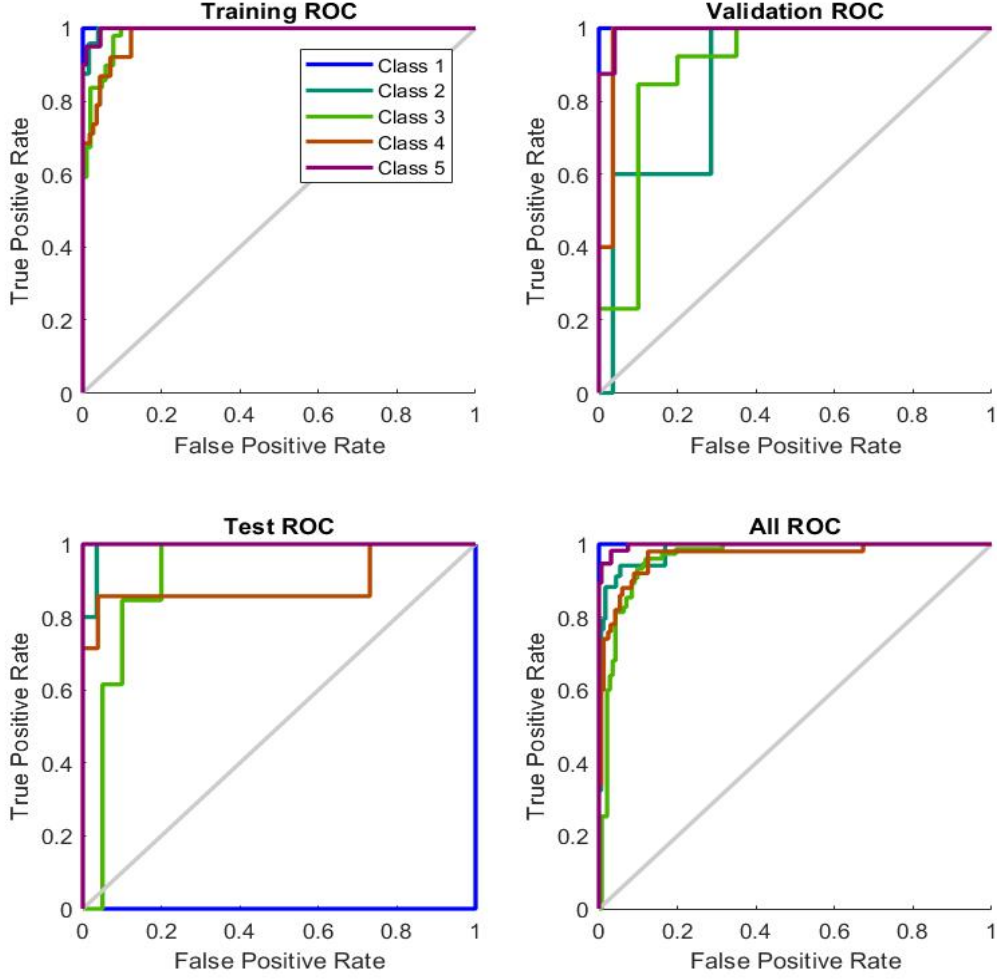 Training ROC
True Positive Rate
1
0.8
0.6
0.4
0.2
0
0 0.2 0.4 0.6 0.8 1
False Positive Rate
Class 1
Class 2
Class 3
Class 4
Class 5
Validation ROC
True Positive Rate
1
0.8
0.6
0.4
0.2
0
0 0.2 0.4 0.6 0.8 1
False Positive Rate
Test ROC
True Positive Rate
1
0.8
0.6
0.4
0.2
0
0 0.2 0.4 0.6 0.8 1
False Positive Rate
All ROC
True Positive Rate
1
0.8
0.6
0.4
0.2
0
0 0.2 0.4 0.6 0.8 1
False Positive Rate